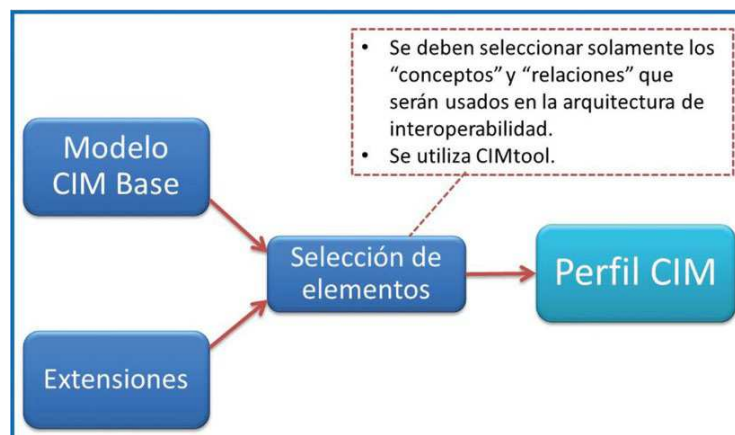 • Se deben seleccionar solamente los
“conceptos” y “relaciones” que
serán usados en la arquitectura de
interoperabilidad.
• Se utiliza CIMtool.
Modelo
CIM Base
Selección de
elementos
Perfil CIM
Extensiones